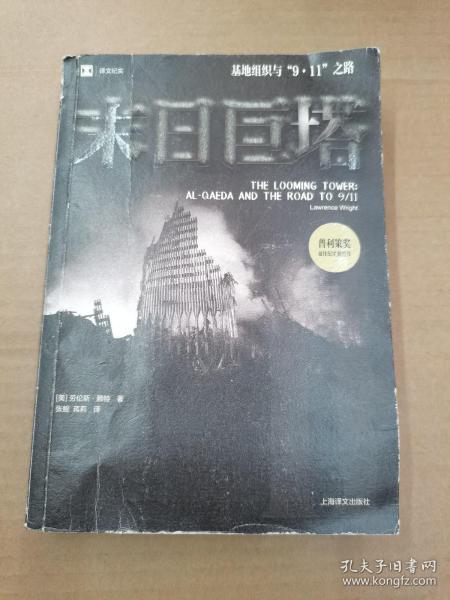 译文纪实
基地组织与“9·11”之路
末日巨塔
THE LOOMING TOWER:
AL-QAEDA AND THE ROAD TO 9/11
Lawrence Wright
普利策奖
[美] 劳伦斯·赖特 著
张鲲 蒋莉 译
上海译文出版社
孔夫子旧书网
www.kongfz.com